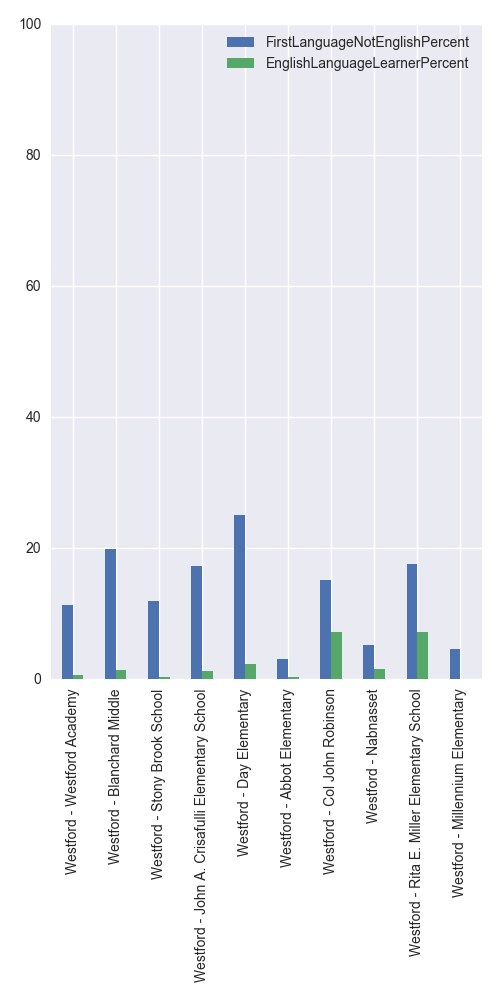 100
80
60
40
20
0
FirstLanguageNotEnglishPercent
EnglishLanguageLearnerPercent
Westford - Westford Academy
Westford - Blanchard Middle
Westford - Stony Brook School
Westford - John A. Crisafulli Elementary School
Westford - Day Elementary
Westford - Abbot Elementary
Westford - Col John Robinson
Westford - Nabnasset
Westford - Rita E. Miller Elementary School
Westford - Millennium Elementary